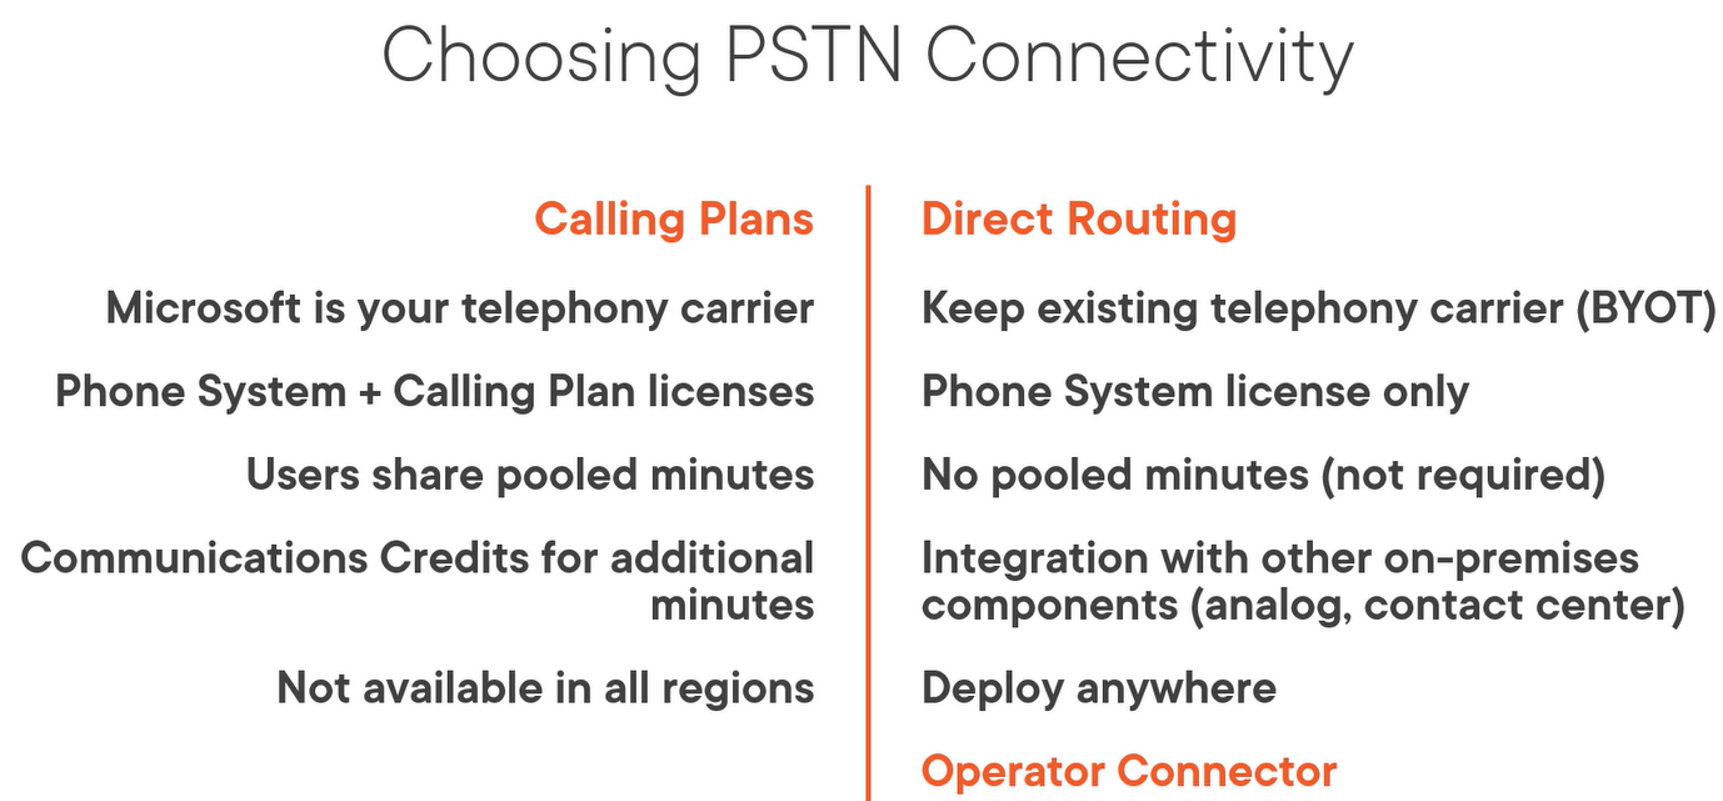 Choosing PSTN Connectivity
Calling Plans
Microsoft is your telephony carrier
Phone System + Calling Plan licenses
Users share pooled minutes
Communications Credits for additional
minutes
Not available in all regions
Direct Routing
Keep existing telephony carrier (BYOT)
Phone System license only
No pooled minutes (not required)
Integration with other on-premises
components (analog, contact center)
Deploy anywhere
Operator Connector